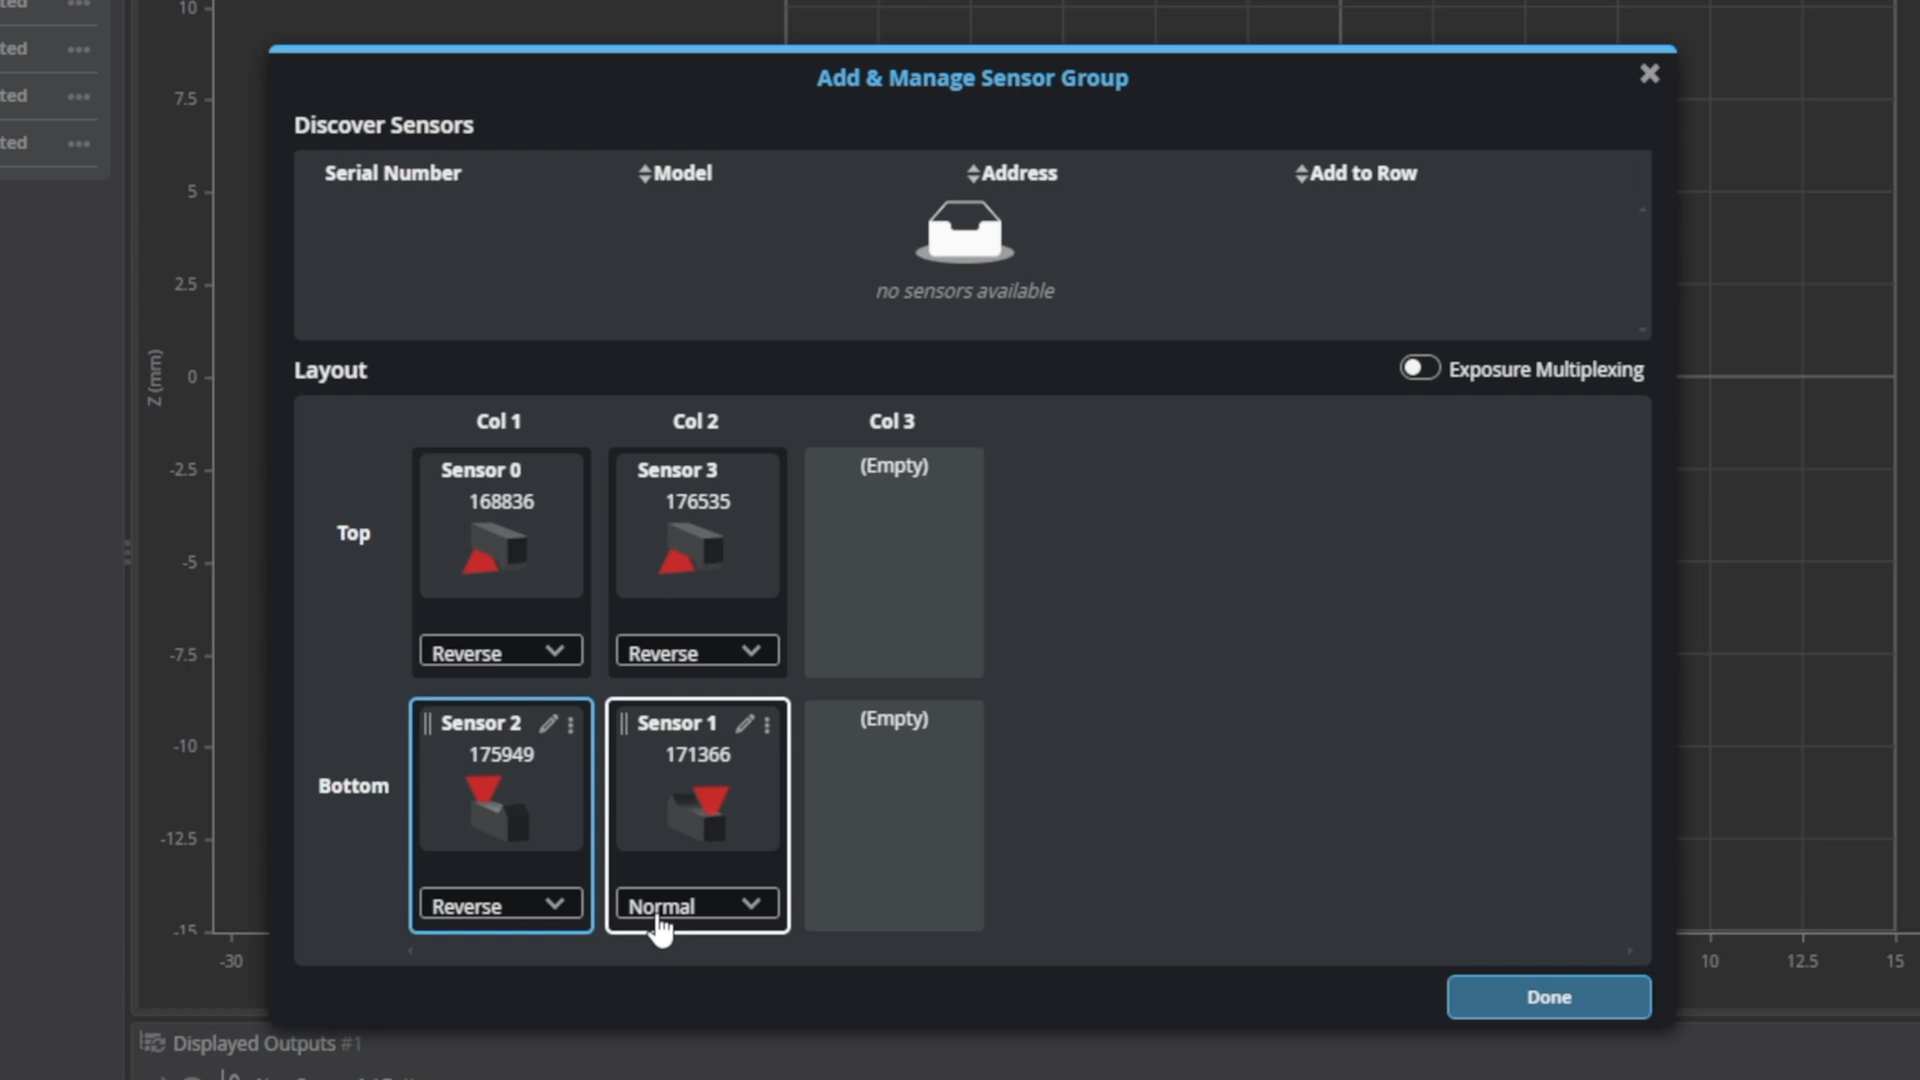 ted •••
ted •••
ted •••
ted •••
10
7.5
5
2.5
0
-2.5
-5
-7.5
-10
-12.5
-15
Z (mm)
-30
10
12.5
15
Add & Manage Sensor Group
Discover Sensors
Serial Number Model Address Add to Row
no sensors available
Layout
Exposure Multiplexing
Col 1 Col 2 Col 3
Top
Sensor 0
168836
Reverse
Sensor 3
176535
Reverse
(Empty)
Bottom
Sensor 2
175949
Reverse
Sensor 1
171366
Normal
(Empty)
Done
Displayed Outputs #1